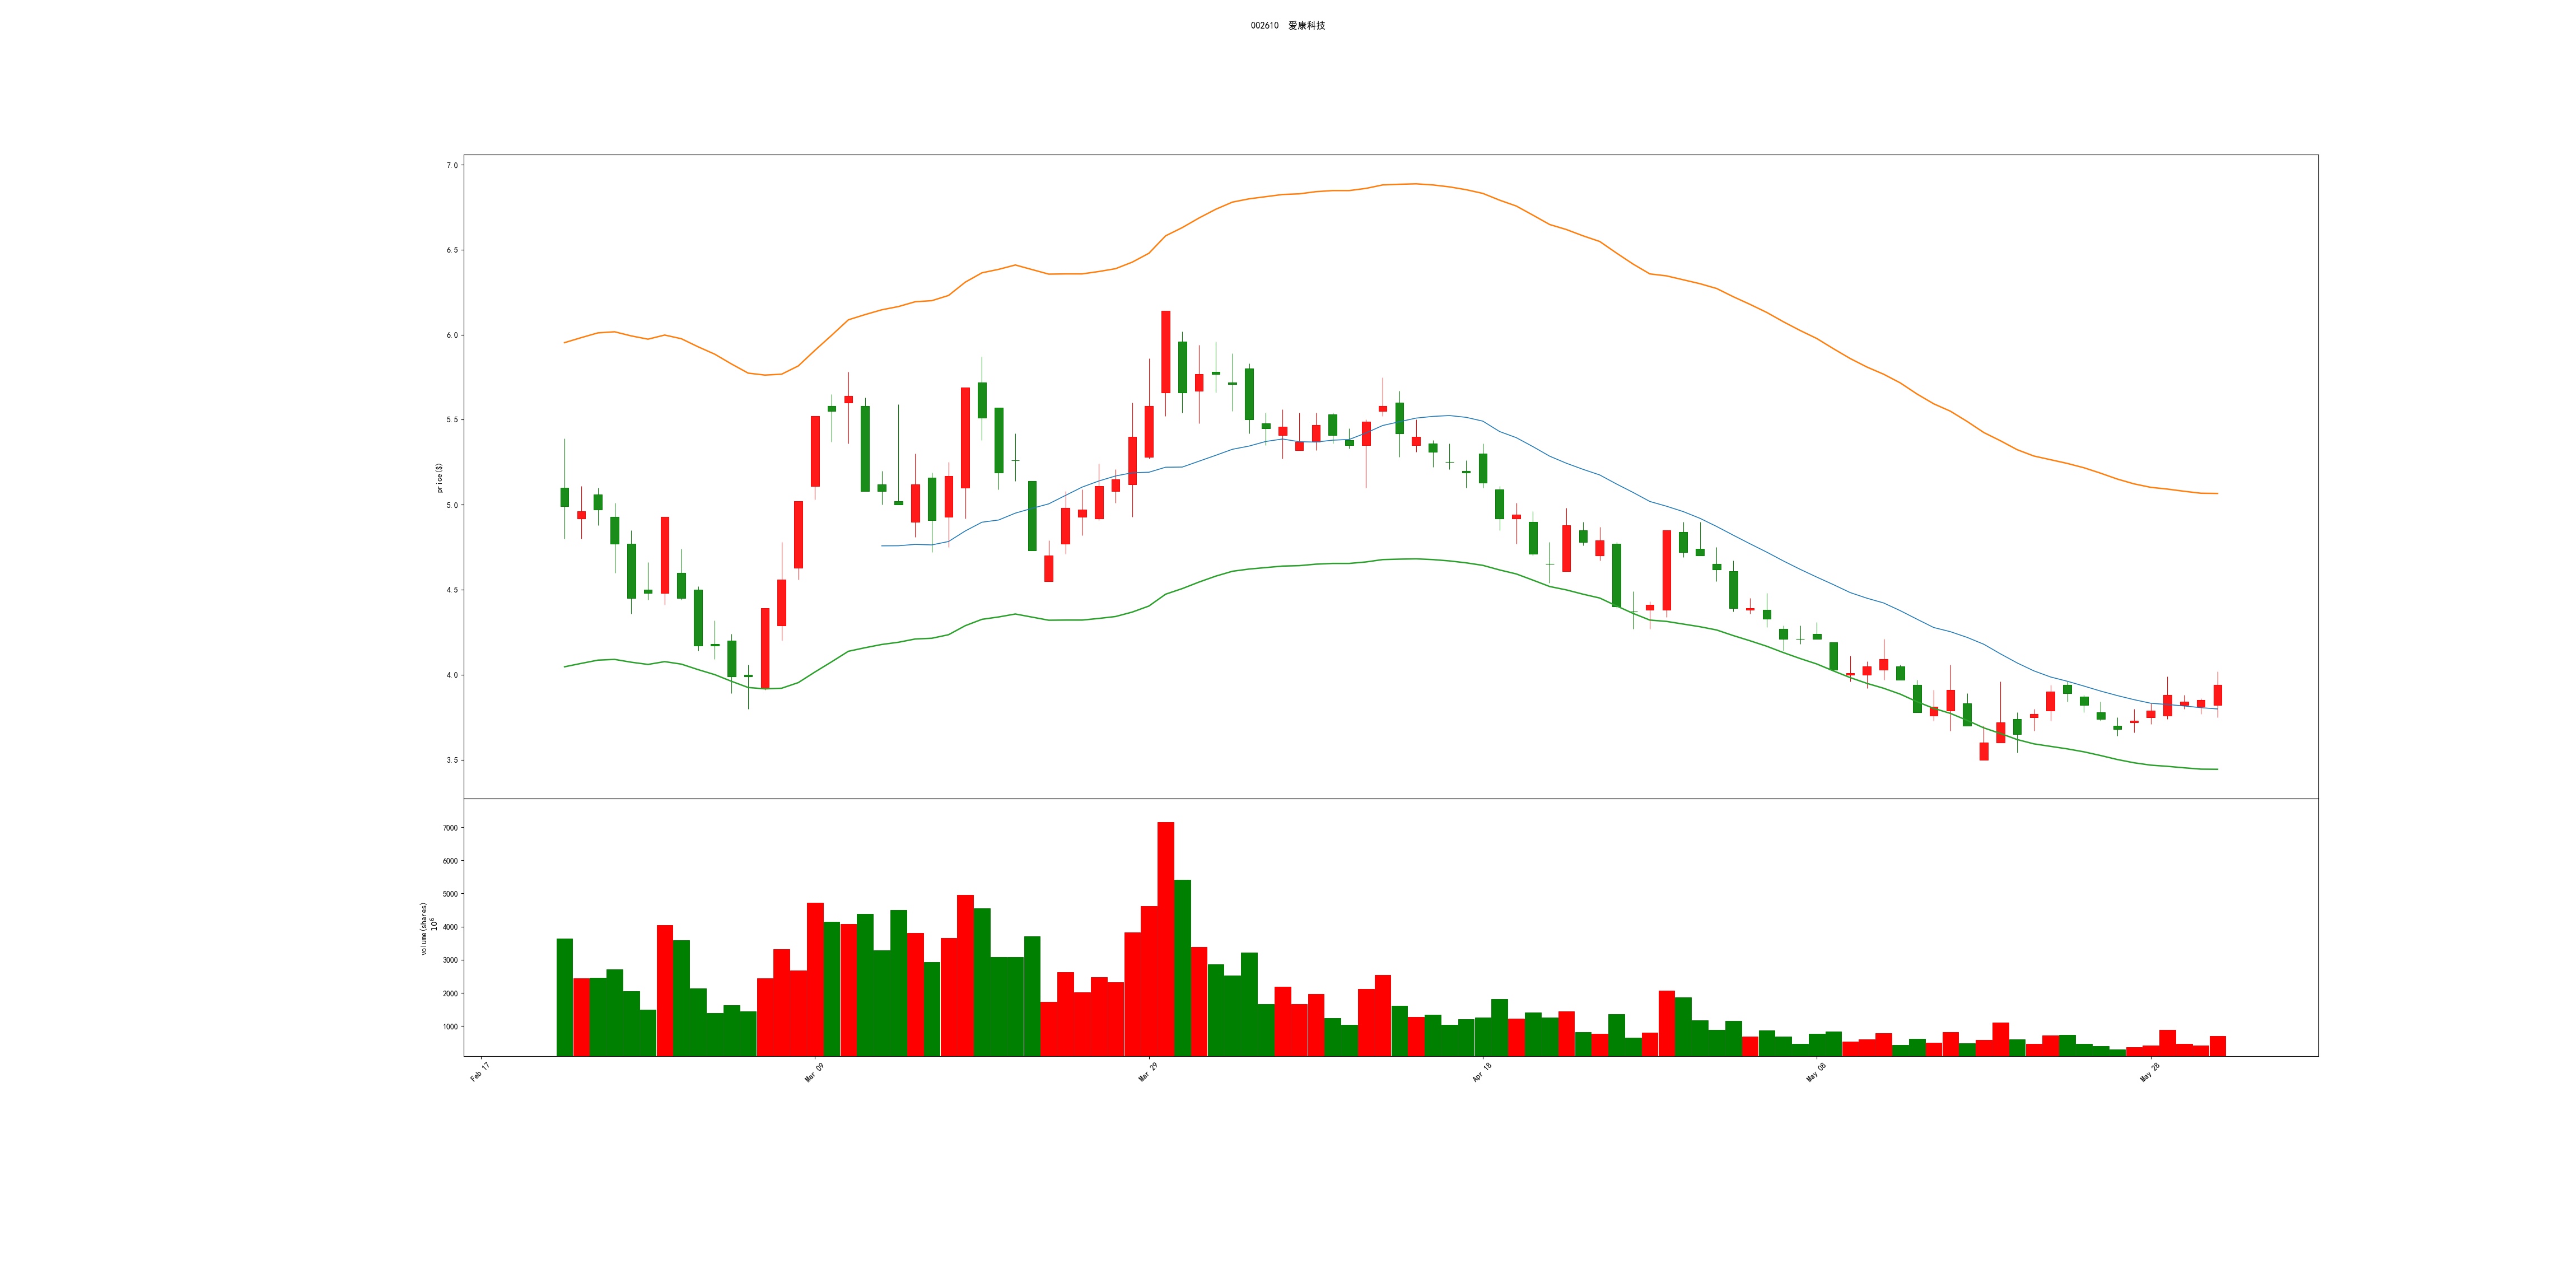 002610 爱康科技
7.0
6.5
6.0
5.5
5.0
4.5
4.0
3.5
price($)
7000
6000
5000
4000
3000
2000
1000
volume(shares)
10^6
Feb 17
Mar 09
Mar 29
Apr 18
May 08
May 28